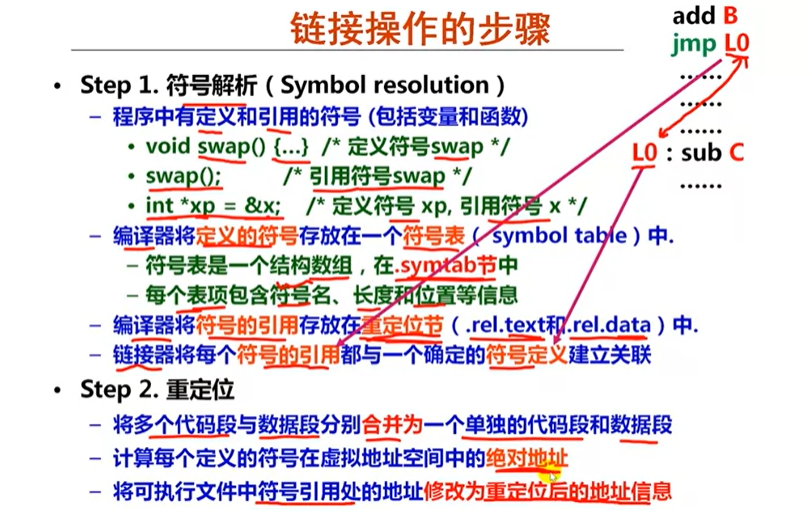 链接操作的步骤
add B
jmp L0
……
……
……
L0：sub C
……
• Step 1. 符号解析（Symbol resolution）
– 程序中有定义和引用的符号 (包括变量和函数)
• void swap() {…} /* 定义符号swap */
• swap(); /* 引用符号swap */
• int *xp = &x; /* 定义符号 xp, 引用符号 x */
– 编译器将定义的符号存放在一个符号表（ symbol table）中.
– 符号表是一个结构数组，在.symtab节中
– 每个表项包含符号名、长度和位置等信息
– 编译器将符号的引用存放在重定位节（.rel.text和.rel.data）中.
– 链接器将每个符号的引用都与一个确定的符号定义建立关联
• Step 2. 重定位
– 将多个代码段与数据段分别合并为一个单独的代码段和数据段
– 计算每个定义的符号在虚拟地址空间中的绝对地址
– 将可执行文件中符号引用处的地址修改为重定位后的地址信息